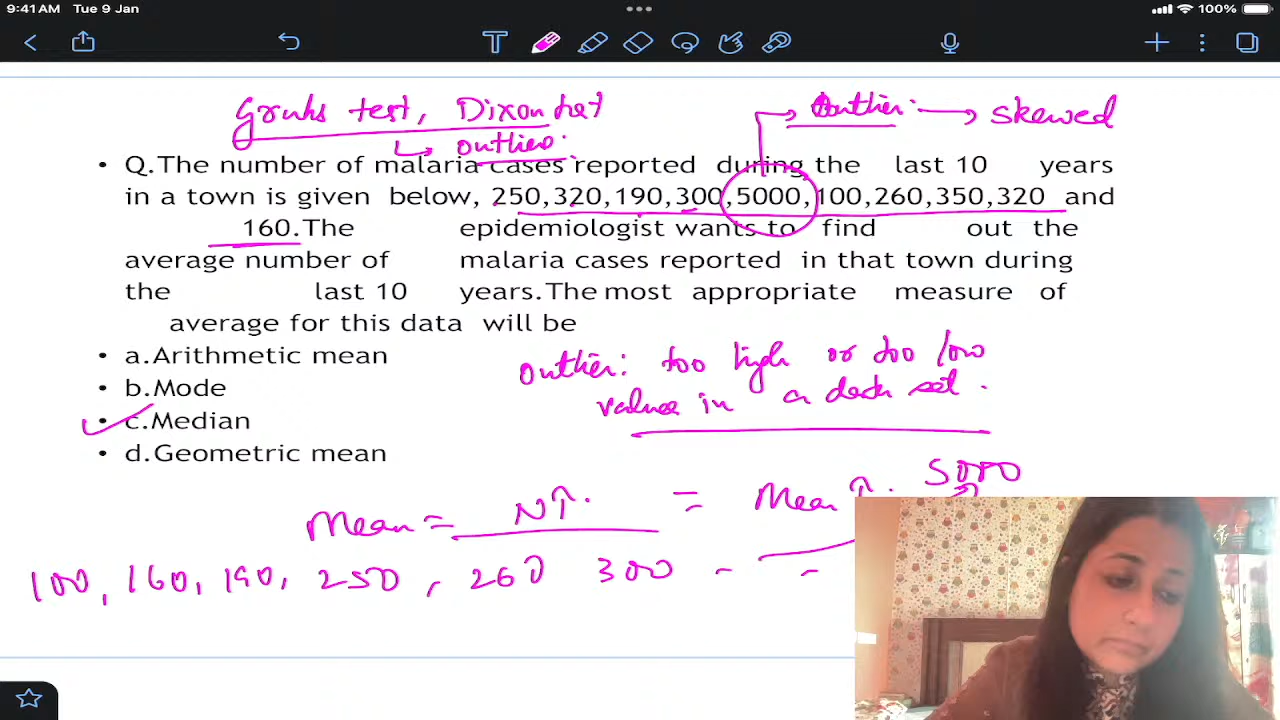 9:41 AM Tue 9 Jan
100%
T
Grubs test, Dixon test
outlier → skewed
↳ outliers.
• Q.The number of malaria cases reported during the last 10 years
in a town is given below, 250,320,190,300,5000,100,260,350,320 and
160.The epidemiologist wants to find out the
average number of malaria cases reported in that town during
the last 10 years.The most appropriate measure of
average for this data will be
• a.Arithmetic mean
• b.Mode
• c.Median
• d.Geometric mean
outlier: too high or too low
values in a data set.
5000
Mean = N↑. = Mean ↑.
100, 160, 190, 250, 260 300 - -